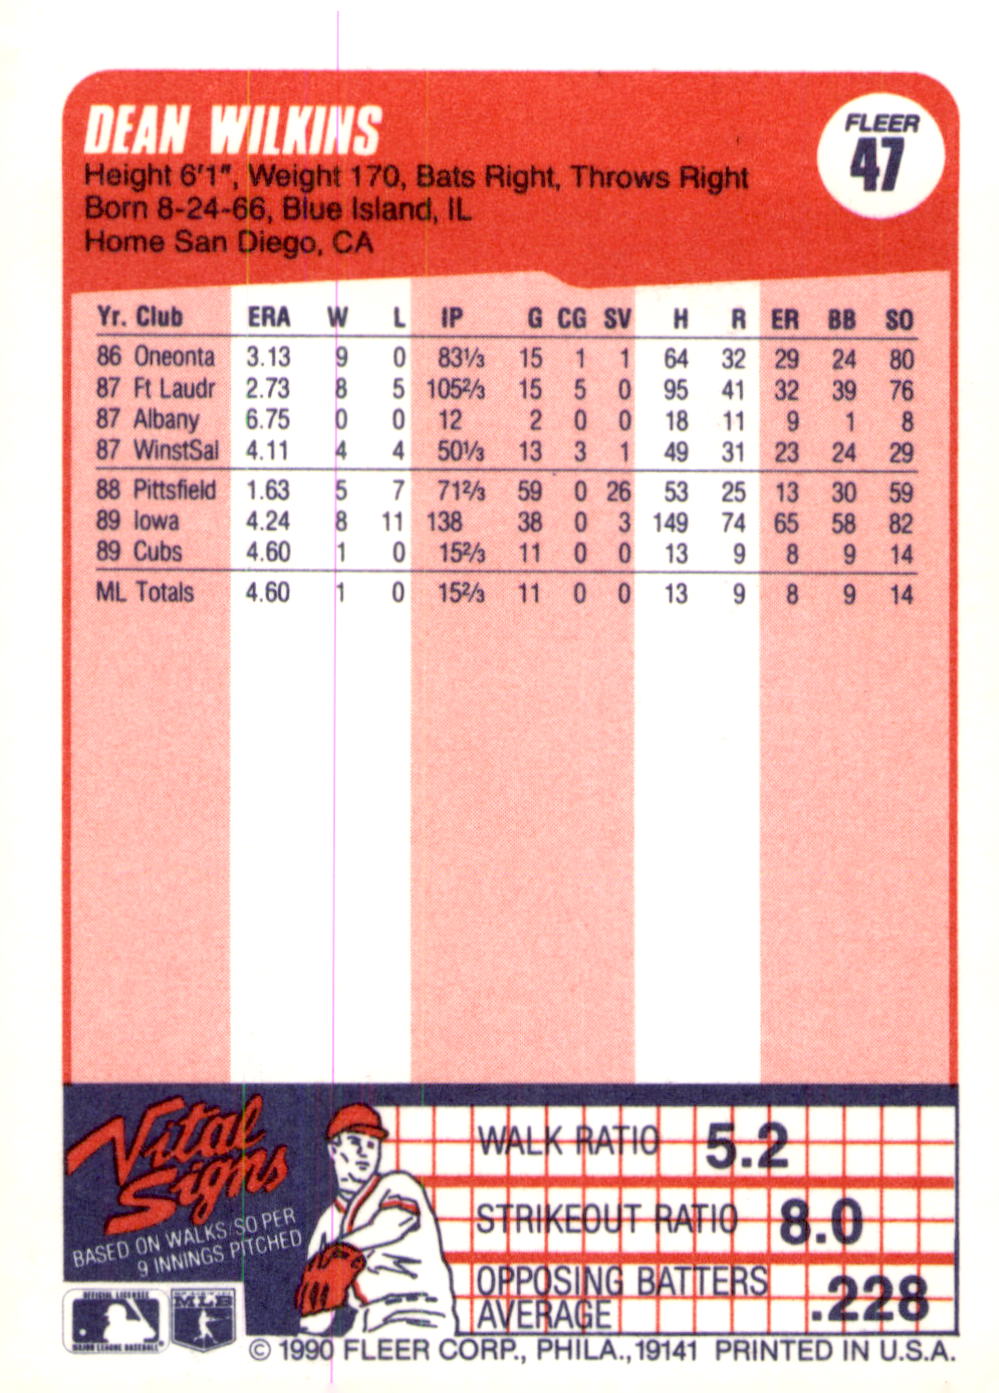 DEAN WILKINS
FLEER
47
Height 6'1", Weight 170, Bats Right, Throws Right
Born 8-24-66, Blue Island, IL
Home San Diego, CA
Yr. Club ERA W L IP G CG SV H R ER BB SO
86 Oneonta 3.13 9 0 83⅓ 15 1 1 64 32 29 24 80
87 Ft Laudr 2.73 8 5 105⅔ 15 5 0 95 41 32 39 76
87 Albany 6.75 0 0 12 2 0 0 18 11 9 1 8
87 WinstSal 4.11 4 4 50⅓ 13 3 1 49 31 23 24 29
88 Pittsfield 1.63 5 7 71⅔ 59 0 26 53 25 13 30 59
89 Iowa 4.24 8 11 138 38 0 3 149 74 65 58 82
89 Cubs 4.60 1 0 15⅔ 11 0 0 13 9 8 9 14
ML Totals 4.60 1 0 15⅔ 11 0 0 13 9 8 9 14
Vital
Signs
BASED ON WALKS/SO PER
9 INNINGS PITCHED
WALK RATIO 5.2
STRIKEOUT RATIO 8.0
OPPOSING BATTERS
AVERAGE .228
OFFICIAL LICENSEE
MAJOR LEAGUE BASEBALL
MLB
© 1990 FLEER CORP., PHILA., 19141 PRINTED IN U.S.A.